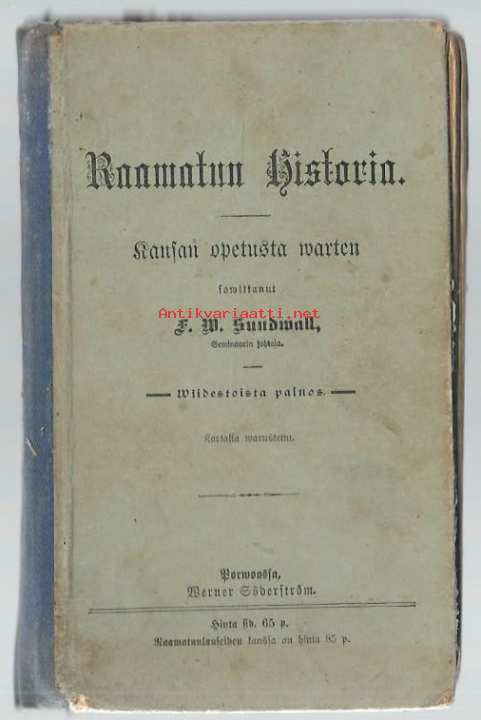 Raamatun Historia.
Kansan opetusta warten
sowittanut
Antikvariaatti.net
F. W. Sundwall,
Seminaarin johtaja.
Wiidestoista painos.
Kartalla warustettu.
Porwoossa,
Werner Söderström.
Hinta sid. 65 p.
Raamatunlauseiden kanssa on hinta 85 p.